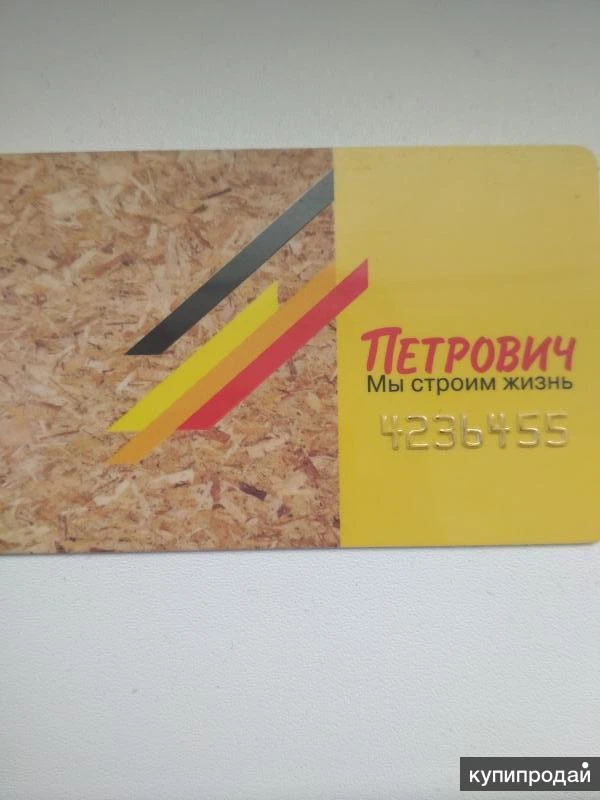 ПЕТРОВИЧ
Мы строим жизнь
4236455
купипродай